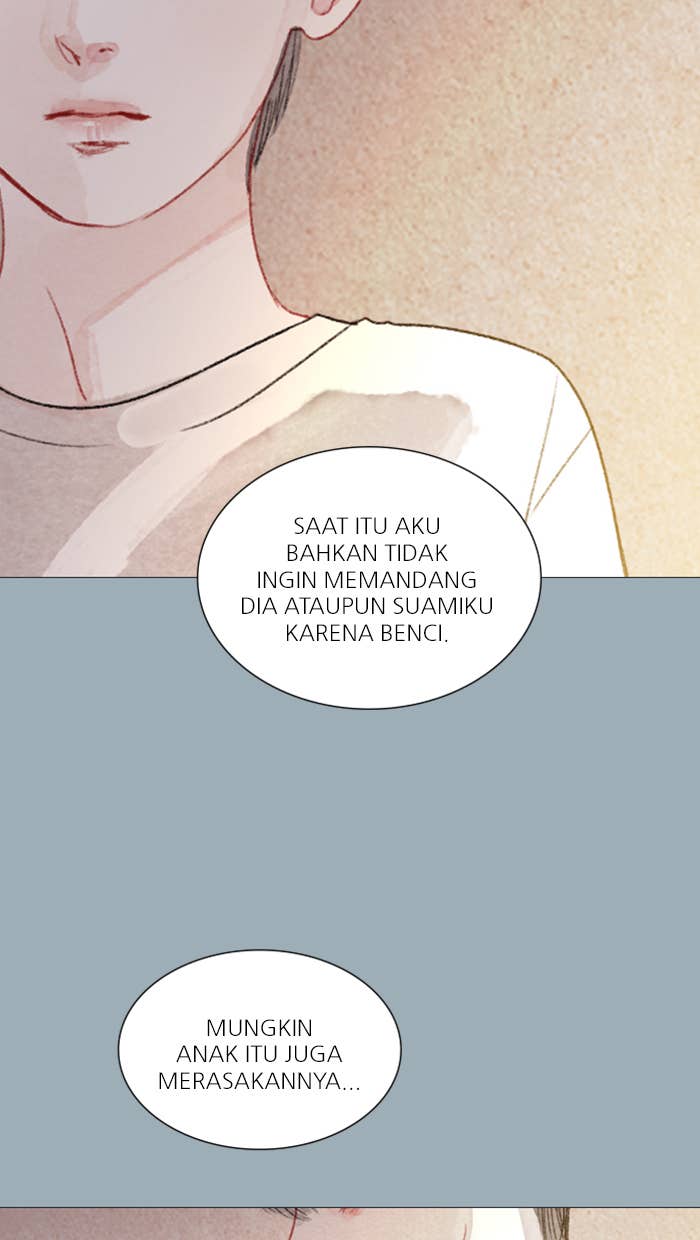 SAAT ITU AKU
BAHKAN TIDAK
INGIN MEMANDANG
DIA ATAUPUN SUAMIKU
KARENA BENCI.
MUNGKIN
ANAK ITU JUGA
MERASAKANNYA...